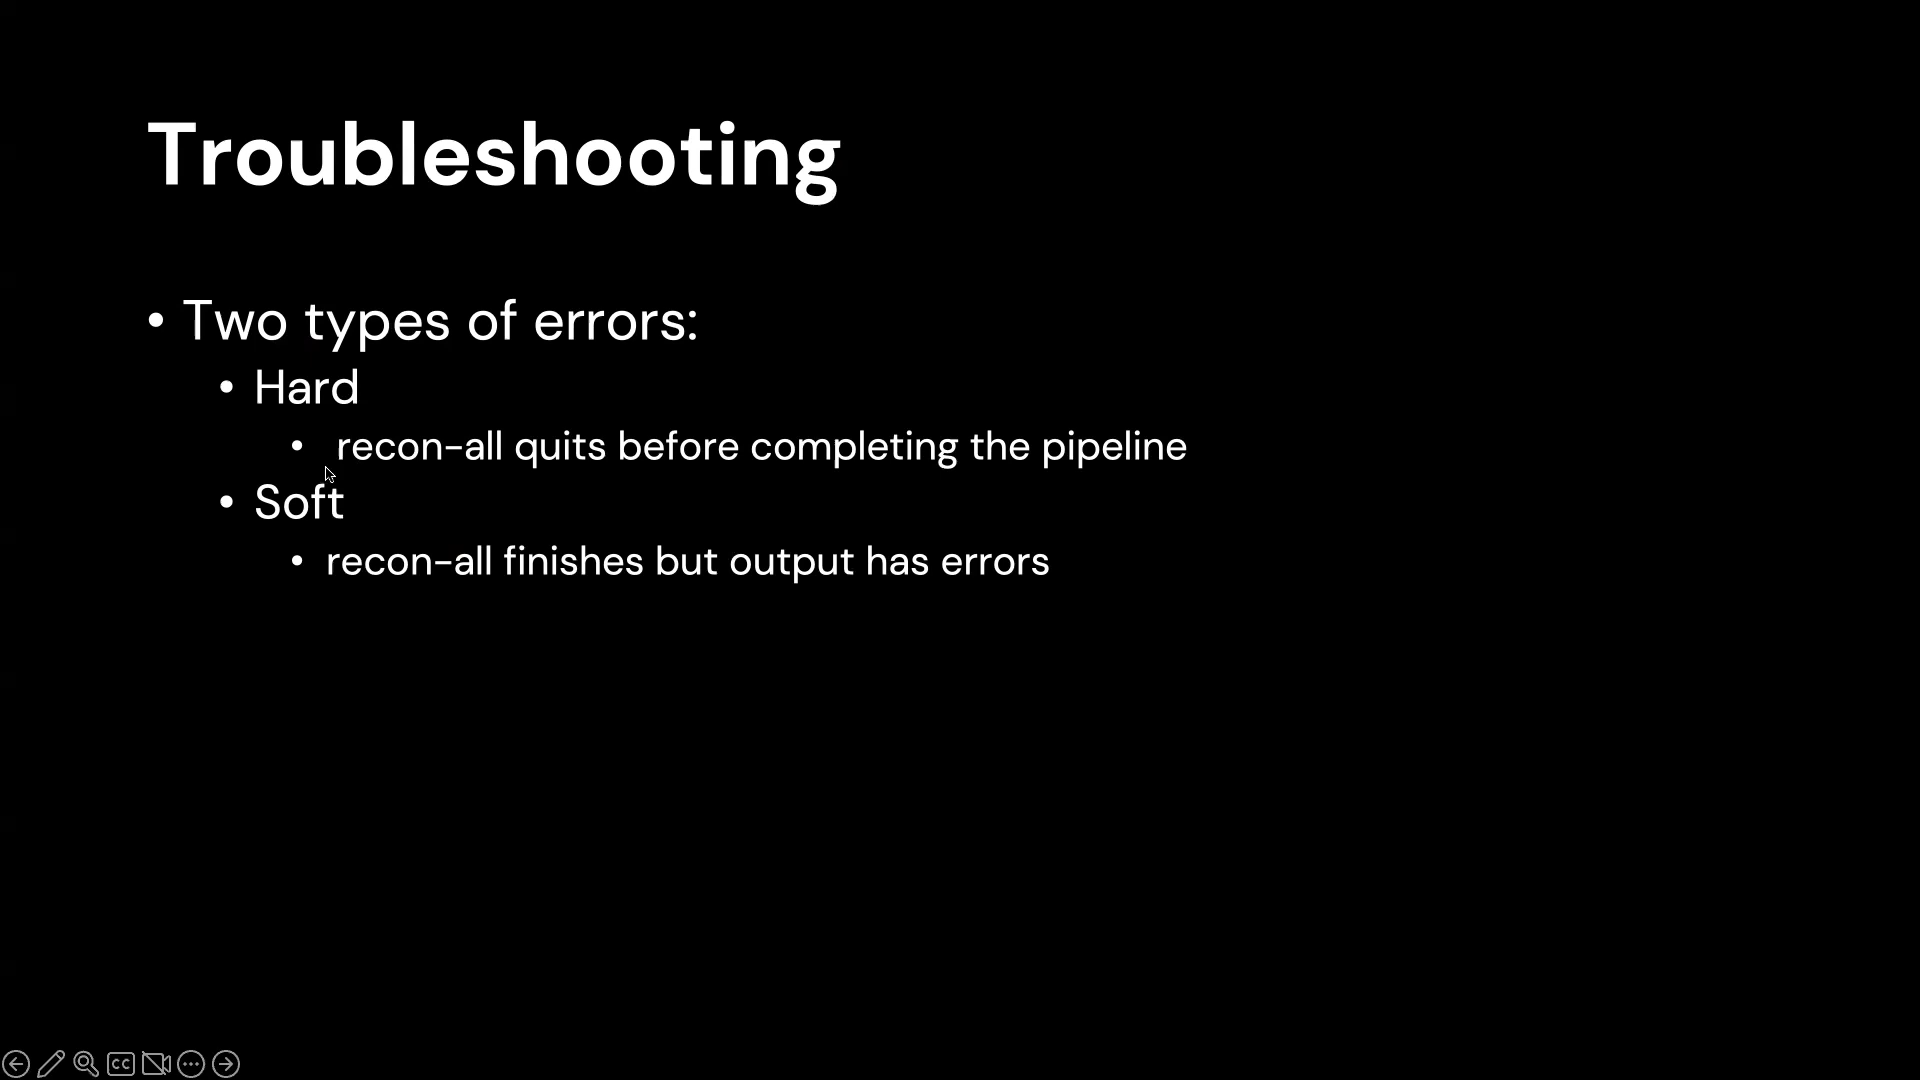 Troubleshooting
• Two types of errors:
• Hard
• recon-all quits before completing the pipeline
• Soft
• recon-all finishes but output has errors
CC